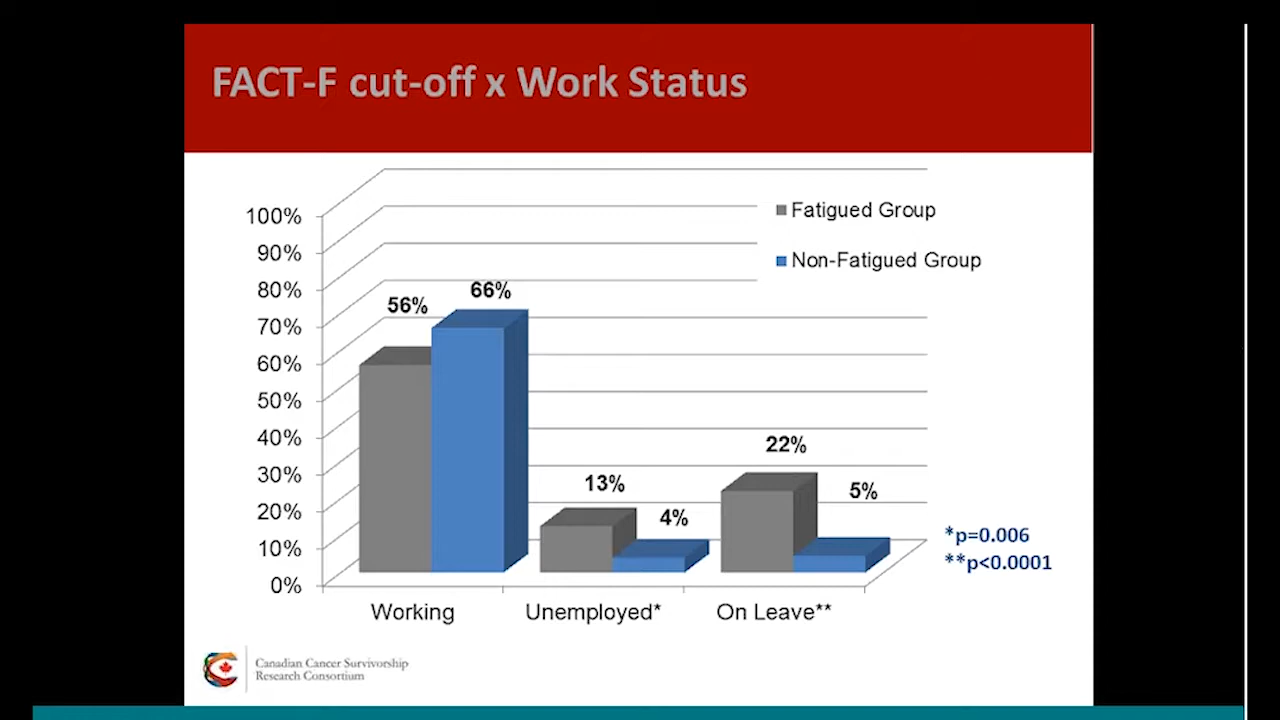 FACT-F cut-off x Work Status
100%
90%
80%
70%
60%
50%
40%
30%
20%
10%
0%
56%
66%
13%
4%
22%
5%
Fatigued Group
Non-Fatigued Group
*p=0.006
**p<0.0001
Working
Unemployed*
On Leave**
Canadian Cancer Survivorship
Research Consortium